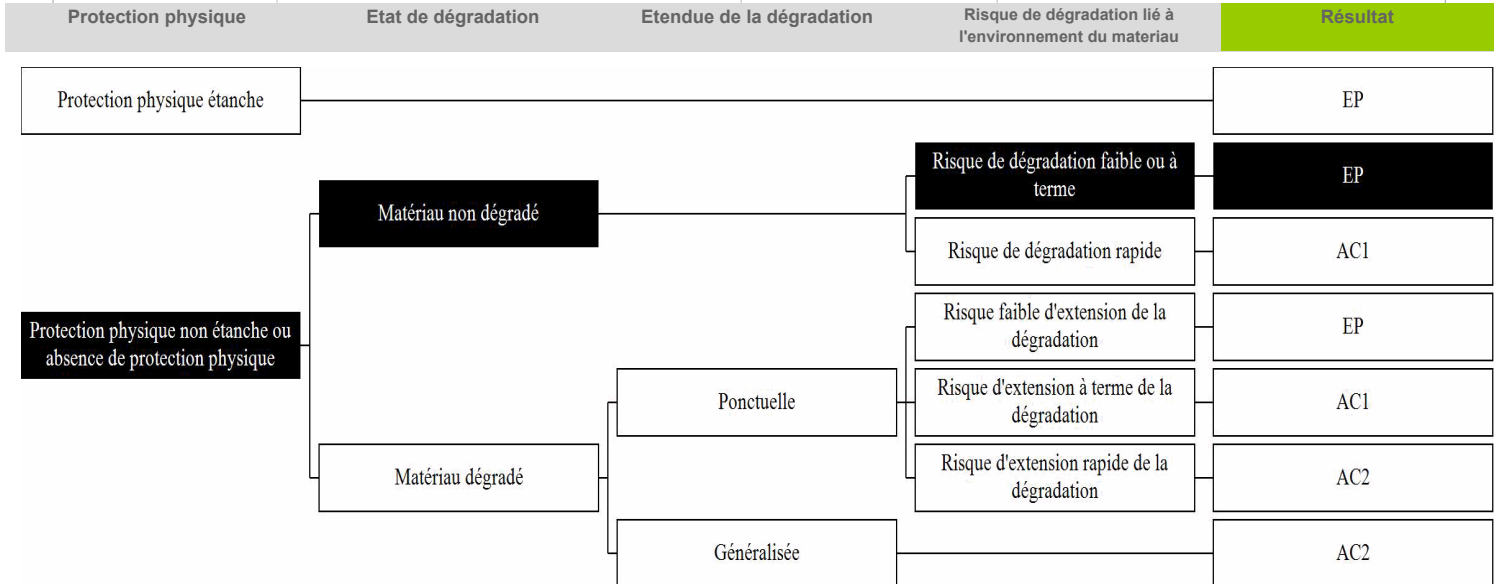 Protection physique
Etat de dégradation
Etendue de la dégradation
Risque de dégradation lié à
l'environnement du materiau
Résultat
Protection physique étanche
EP
Risque de dégradation faible ou à
terme
EP
Matériau non dégradé
Risque de dégradation rapide
AC1
Protection physique non étanche ou
absence de protection physique
Risque faible d'extension de la
dégradation
EP
Ponctuelle
Risque d'extension à terme de la
dégradation
AC1
Matériau dégradé
Risque d'extension rapide de la
dégradation
AC2
Généralisée
AC2